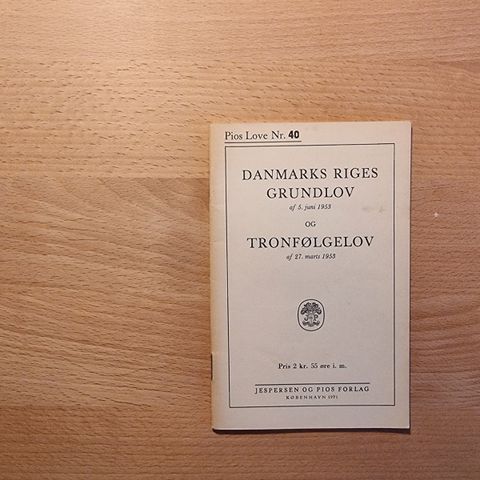 Pios Love Nr. 40
DANMARKS RIGES
GRUNDLOV
af 5. juni 1953
OG
TRONFØLGELOV
af 27. marts 1953
Pris 2 kr. 55 øre i. m.
JESPERSEN OG PIOS FORLAG
KØBENHAVN 1971